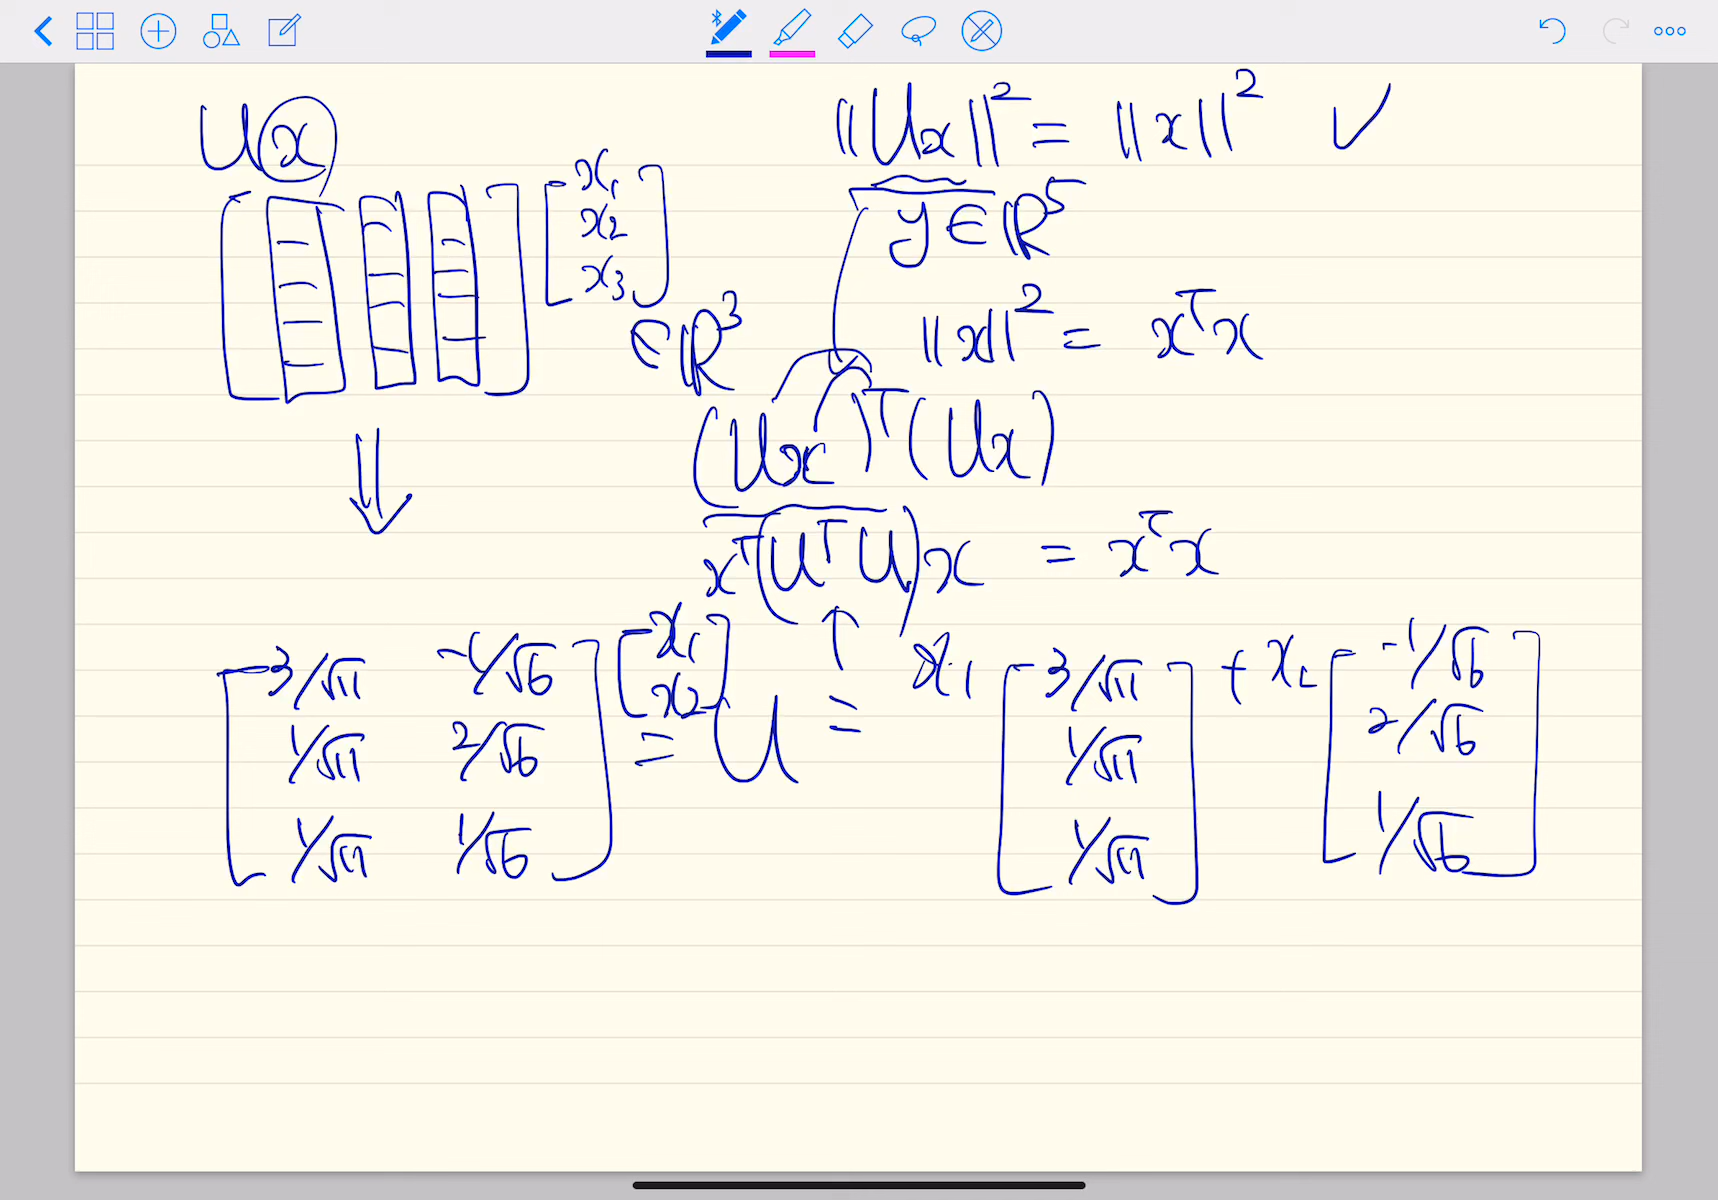 Ux
‖Ux‖² = ‖x‖² ✓
[x₁ x₂ x₃] ∈ ℝ³
y ∈ ℝ⁵
‖x‖² = xᵀx
(Ux)ᵀ(Ux)
⇓
xᵀ(UᵀU)x = xᵀx
[3/√11 -1/√6; 1/√11 2/√6; 1/√11 1/√6] [x₁ x₂] = U = x₁ [3/√11 1/√11 1/√11] + x₂ [-1/√6 2/√6 1/√6]